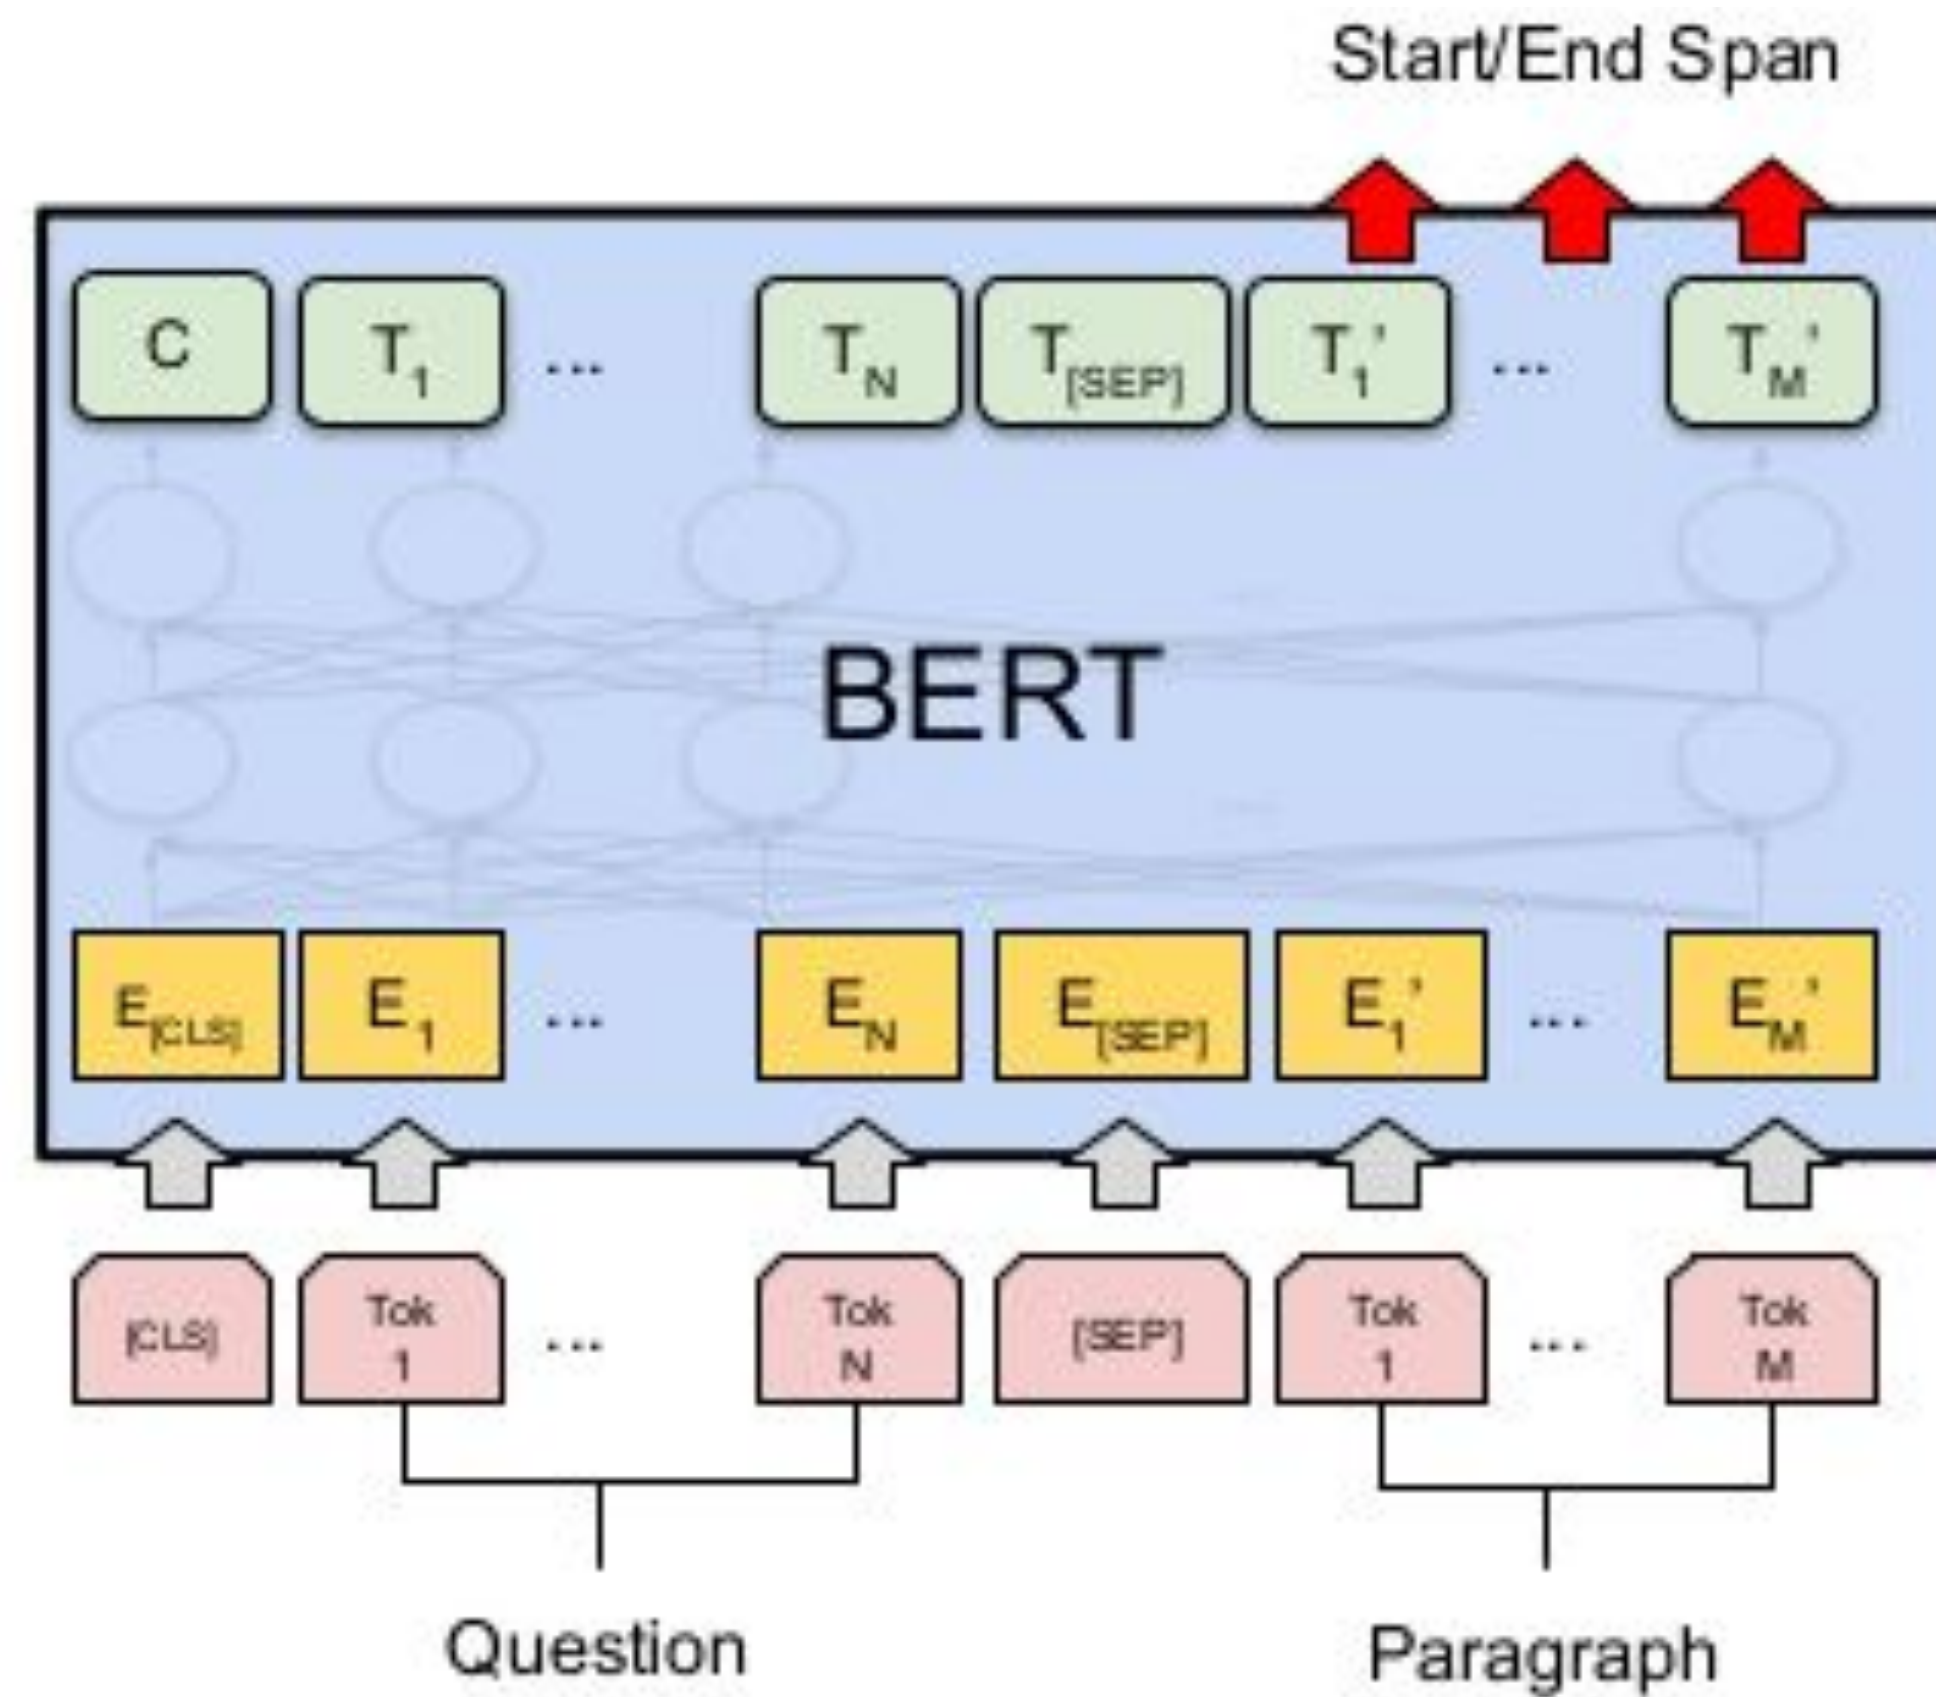 Start/End Span
C T1 ... TN T[SEP] T1' ... TM'
BERT
E[CLS] E1 ... EN E[SEP] E1' ... EM'
[CLS] Tok 1 ... Tok N [SEP] Tok 1 ... Tok M
Question Paragraph